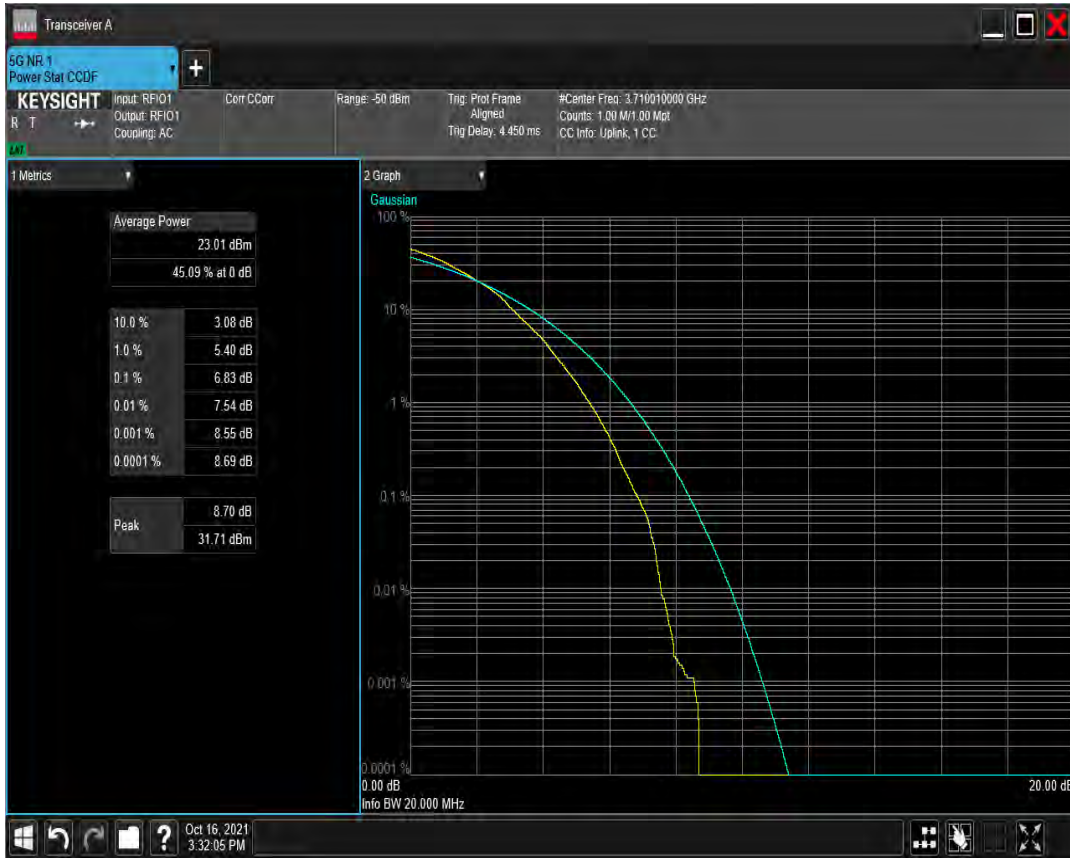 Transceiver A
5G NR 1
Power Stat CCDF
+
KEYSIGHT
R T
LXI
Input: RFIO1
Output: RFIO1
Coupling: AC
Corr CCorr
Range: -50 dBm
Trig: Prot Frame
Aligned
Trig Delay: 4.450 ms
#Center Freq: 3.710010000 GHz
Counts: 1.00 M/1.00 Mpt
CC Info: Uplink, 1 CC
1 Metrics
Average Power
23.01 dBm
45.09 % at 0 dB
10.0 % 3.08 dB
1.0 % 5.40 dB
0.1 % 6.83 dB
0.01 % 7.54 dB
0.001 % 8.55 dB
0.0001 % 8.69 dB
Peak 8.70 dB
31.71 dBm
2 Graph
Gaussian
100 %
10 %
1 %
0.1 %
0.01 %
0.001 %
0.0001 %
0.00 dB
20.00 dB
Info BW 20.000 MHz
?
Oct 16, 2021
3:32:05 PM